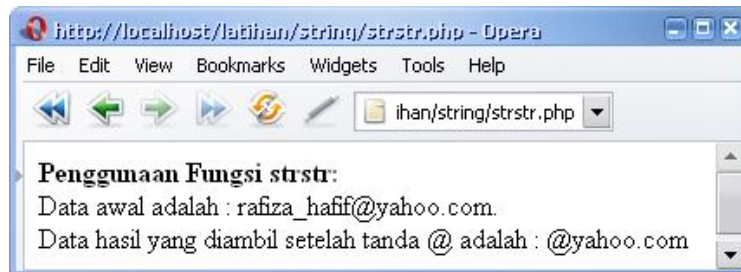 http://localhost/latihan/string/strstr.php - Opera
File Edit View Bookmarks Widgets Tools Help
ihan/string/strstr.php
Penggunaan Fungsi strstr:
Data awal adalah : rafiza_hafif@yahoo.com.
Data hasil yang diambil setelah tanda @ adalah : @yahoo.com